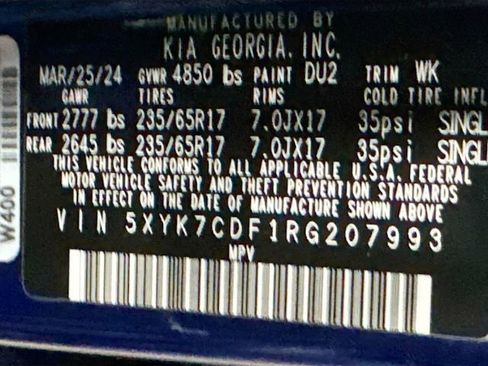 MANUFACTURED BY
KIA GEORGIA, INC.
MAR/25/24 GVWR 4850 lbs PAINT DU2 TRIM WK
GAWR TIRES RIMS COLD TIRE INFL
FRONT 2777 lbs 235/65R17 7.0JX17 35psi SINGL
REAR 2645 lbs 235/65R17 7.0JX17 35psi SINGL
THIS VEHICLE CONFORMS TO ALL APPLICABLE U.S.A. FEDERAL
MOTOR VEHICLE SAFETY AND THEFT PREVENTION STANDARDS
IN EFFECT ON THE DATE OF MANUFACTURE SHOWN ABOVE
VIN 5XYK7CDF1RG207993
MPV
W400